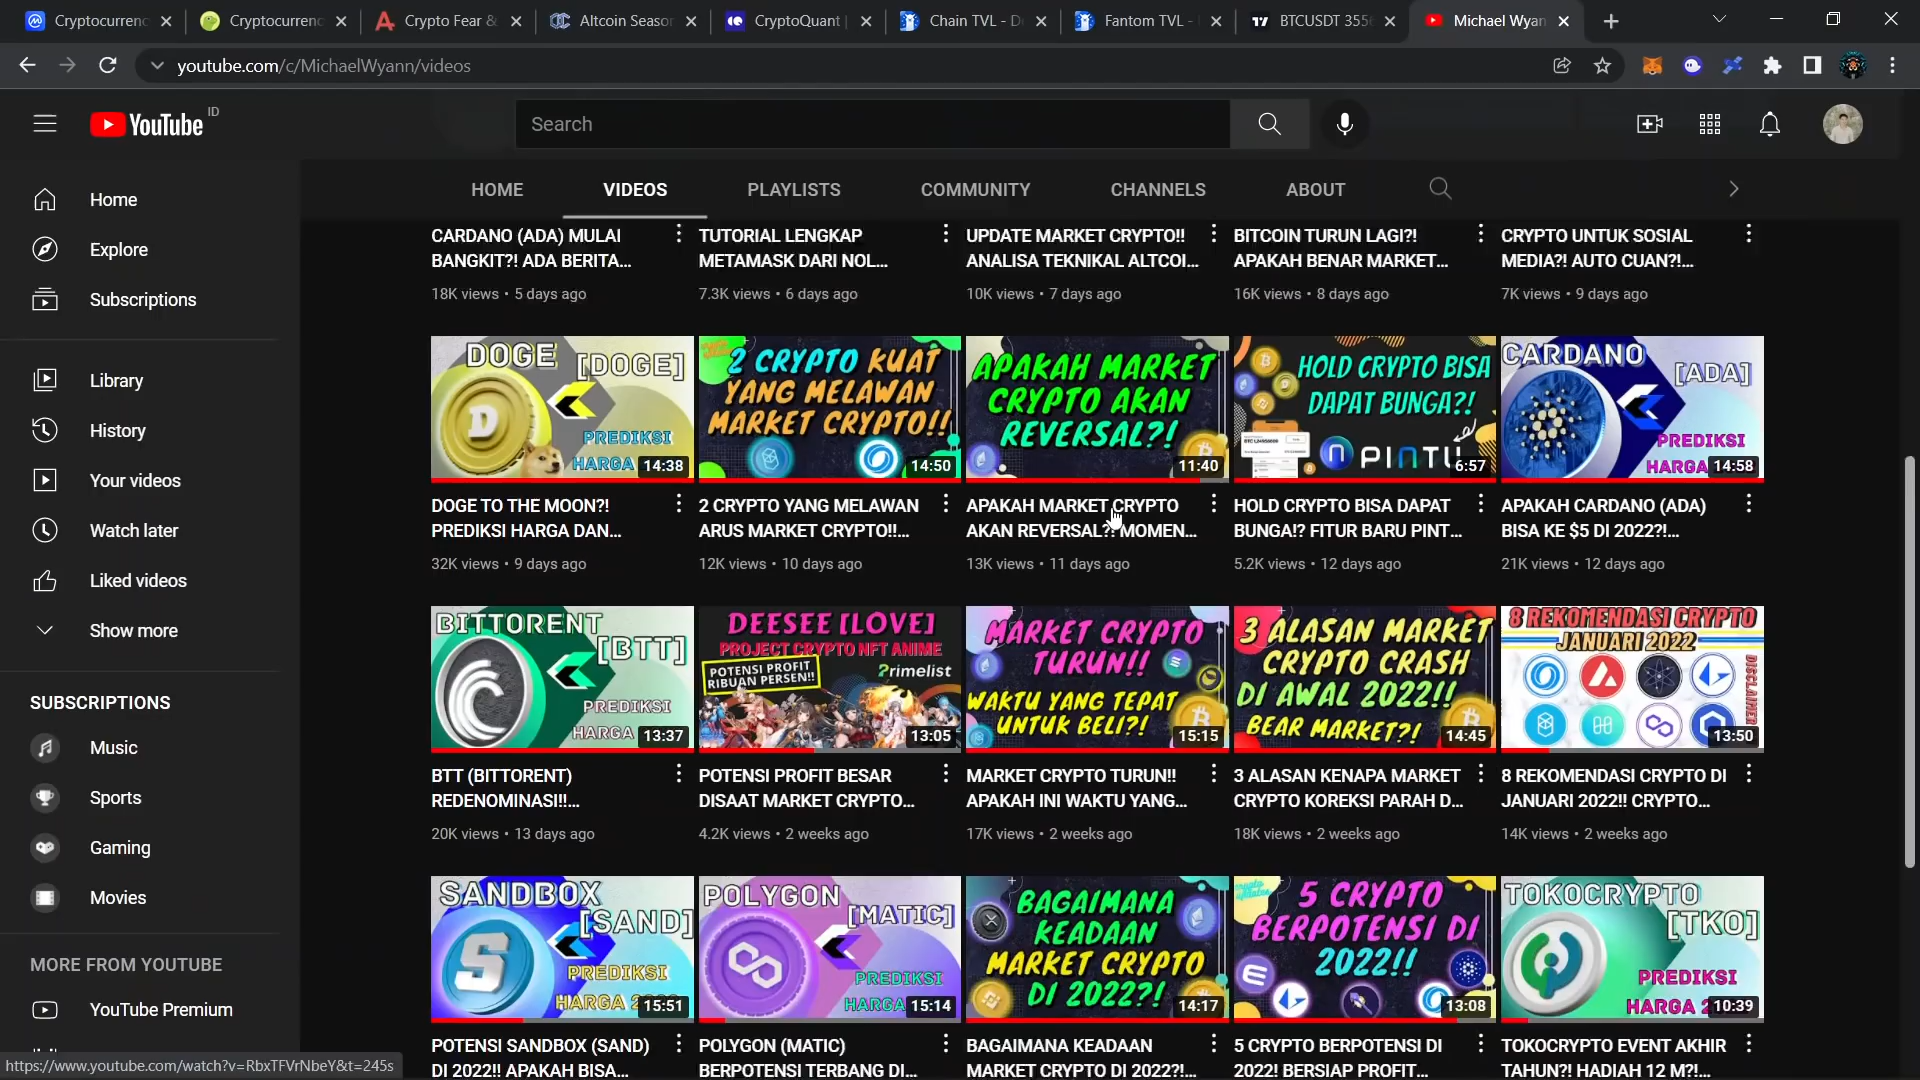 Cryptocurrenc
Cryptocurrenc
Crypto Fear &
Altcoin Seaso
CryptoQuant
Chain TVL - D
Fantom TVL -
BTCUSDT 355
Michael Wyan
youtube.com/c/MichaelWyann/videos
YouTube ID
Search
HOME
VIDEOS
PLAYLISTS
COMMUNITY
CHANNELS
ABOUT
Home
Explore
Subscriptions
Library
History
Your videos
Watch later
Liked videos
Show more
SUBSCRIPTIONS
Music
Sports
Gaming
Movies
MORE FROM YOUTUBE
YouTube Premium
CARDANO (ADA) MULAI
BANGKIT?! ADA BERITA...
18K views • 5 days ago
TUTORIAL LENGKAP
METAMASK DARI NOL...
7.3K views • 6 days ago
UPDATE MARKET CRYPTO!!
ANALISA TEKNIKAL ALTCOI...
10K views • 7 days ago
BITCOIN TURUN LAGI?!
APAKAH BENAR MARKET...
16K views • 8 days ago
CRYPTO UNTUK SOSIAL
MEDIA?! AUTO CUAN?!...
7K views • 9 days ago
DOGE [DOGE]
PREDIKSI
HARGA 14:38
DOGE TO THE MOON?!
PREDIKSI HARGA DAN...
32K views • 9 days ago
2 CRYPTO KUAT
YANG MELAWAN
MARKET CRYPTO!!
14:50
2 CRYPTO YANG MELAWAN
ARUS MARKET CRYPTO!!...
12K views • 10 days ago
APAKAH MARKET
CRYPTO AKAN
REVERSAL?!
11:40
APAKAH MARKET CRYPTO
AKAN REVERSAL?! MOMEN...
13K views • 11 days ago
HOLD CRYPTO BISA
DAPAT BUNGA?!
PINTU
6:57
HOLD CRYPTO BISA DAPAT
BUNGA!? FITUR BARU PINT...
5.2K views • 12 days ago
CARDANO [ADA]
PREDIKSI
HARGA 14:58
APAKAH CARDANO (ADA)
BISA KE $5 DI 2022?!...
21K views • 12 days ago
BITTORENT
[BTT]
PREDIKSI
HARGA 13:37
BTT (BITTORENT)
REDENOMINASI!!...
20K views • 13 days ago
DEESEE [LOVE]
PROJECT CRYPTO NFT ANIME
POTENSI PROFIT
RIBUAN PERSEN!!
Primelist
13:05
POTENSI PROFIT BESAR
DISAAT MARKET CRYPTO...
4.2K views • 2 weeks ago
MARKET CRYPTO
TURUN!!
WAKTU YANG TEPAT
UNTUK BELI?!
15:15
MARKET CRYPTO TURUN!!
APAKAH INI WAKTU YANG...
17K views • 2 weeks ago
3 ALASAN MARKET
CRYPTO CRASH
DI AWAL 2022!!
BEAR MARKET?!
14:45
3 ALASAN KENAPA MARKET
CRYPTO KOREKSI PARAH D...
18K views • 2 weeks ago
8 REKOMENDASI CRYPTO
JANUARI 2022!!
DISCLAIMER
13:50
8 REKOMENDASI CRYPTO DI
JANUARI 2022!! CRYPTO...
14K views • 2 weeks ago
SANDBOX
[SAND]
PREDIKSI
HARGA 2 15:51
POTENSI SANDBOX (SAND)
DI 2022!! APAKAH BISA...
POLYGON
[MATIC]
PREDIKSI
HARGA 15:14
POLYGON (MATIC)
BERPOTENSI TERBANG DI...
BAGAIMANA
KEADAAN
MARKET CRYPTO
DI 2022?!
14:17
BAGAIMANA KEADAAN
MARKET CRYPTO DI 2022?!...
5 CRYPTO
BERPOTENSI DI
2022!!
13:08
5 CRYPTO BERPOTENSI DI
2022! BERSIAP PROFIT...
TOKOCRYPTO
[TKO]
PREDIKSI
HARGA 2 10:39
TOKOCRYPTO EVENT AKHIR
TAHUN?! HADIAH 12 M?!...
https://www.youtube.com/watch?v=RbxTFVrNbeY&t=245s